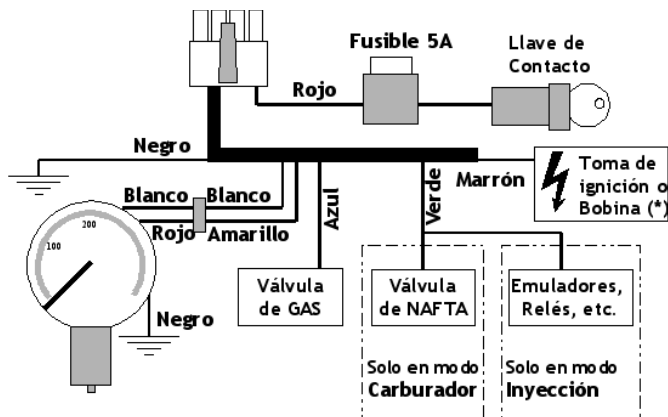 Fusible 5A
Llave de
Contacto
Rojo
Negro
Marrón
Toma de
ignición o
Bobina (*)
Blanco
Blanco
Rojo
Amarillo
Azul
Verde
200
100
Negro
Válvula
de GAS
Válvula
de NAFTA
Emuladores,
Relés, etc.
Solo en modo
Carburador
Solo en modo
Inyección